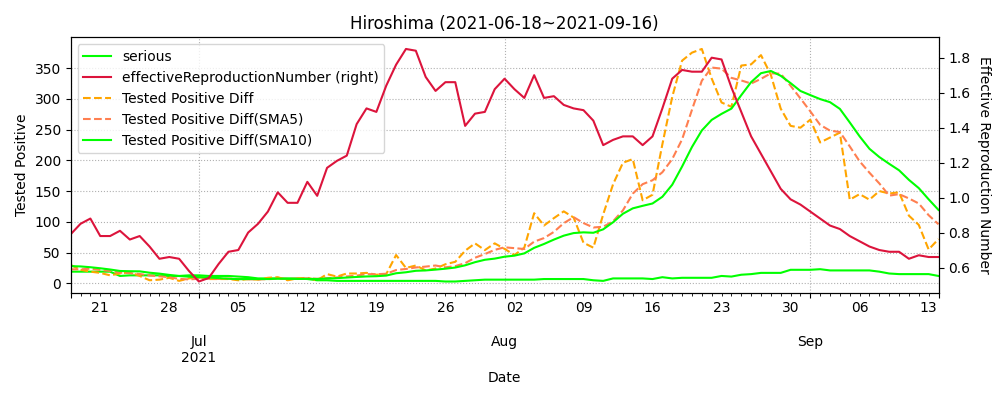 Hiroshima (2021-06-18~2021-09-16)
serious
effectiveReproductionNumber (right)
Tested Positive Diff
Tested Positive Diff(SMA5)
Tested Positive Diff(SMA10)
Tested Positive
350
300
250
200
150
100
50
0
1.8
1.6
1.4
1.2
1.0
0.8
0.6
Effective Reproduction Number
21 28 05 12 19 26 02 09 16 23 30 06 13
Jul Aug Sep
2021
Date